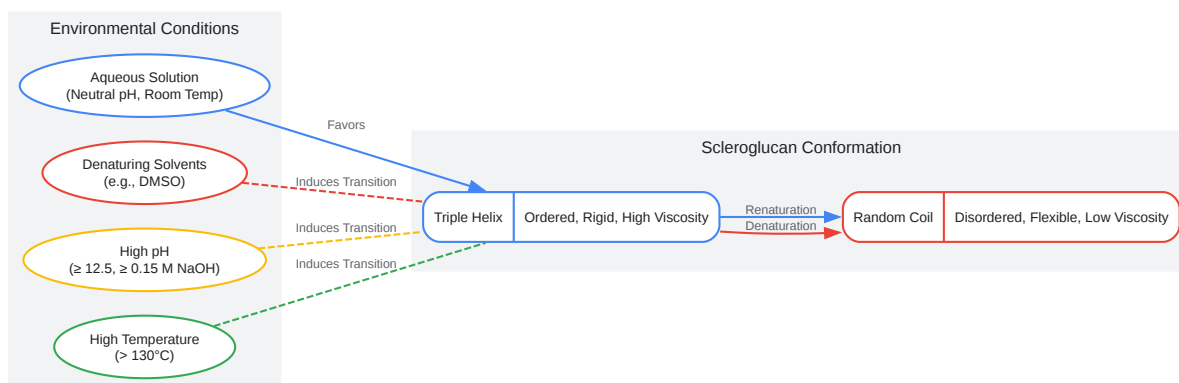 Environmental Conditions
Aqueous Solution
(Neutral pH, Room Temp)
Favors
Denaturing Solvents
(e.g., DMSO)
Induces Transition
High pH
(≥ 12.5, ≥ 0.15 M NaOH)
Induces Transition
High Temperature
(> 130°C)
Induces Transition
Scleroglucan Conformation
Triple Helix
Ordered, Rigid, High Viscosity
Renaturation
Denaturation
Random Coil
Disordered, Flexible, Low Viscosity